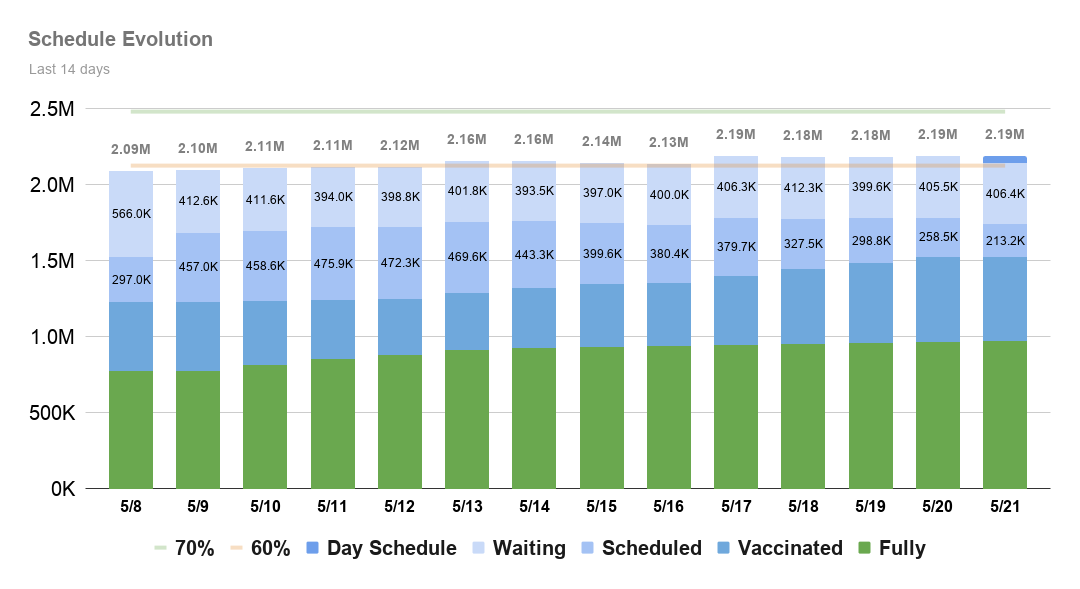 Schedule Evolution
Last 14 days
2.5M
2.0M
1.5M
1.0M
500K
0K
2.09M 2.10M 2.11M 2.11M 2.12M 2.16M 2.16M 2.14M 2.13M 2.19M 2.18M 2.18M 2.19M 2.19M
566.0K 412.6K 411.6K 394.0K 398.8K 401.8K 393.5K 397.0K 400.0K 406.3K 412.3K 399.6K 405.5K 406.4K
297.0K 457.0K 458.6K 475.9K 472.3K 469.6K 443.3K 399.6K 380.4K 379.7K 327.5K 298.8K 258.5K 213.2K
5/8 5/9 5/10 5/11 5/12 5/13 5/14 5/15 5/16 5/17 5/18 5/19 5/20 5/21
70% 60% Day Schedule Waiting Scheduled Vaccinated Fully